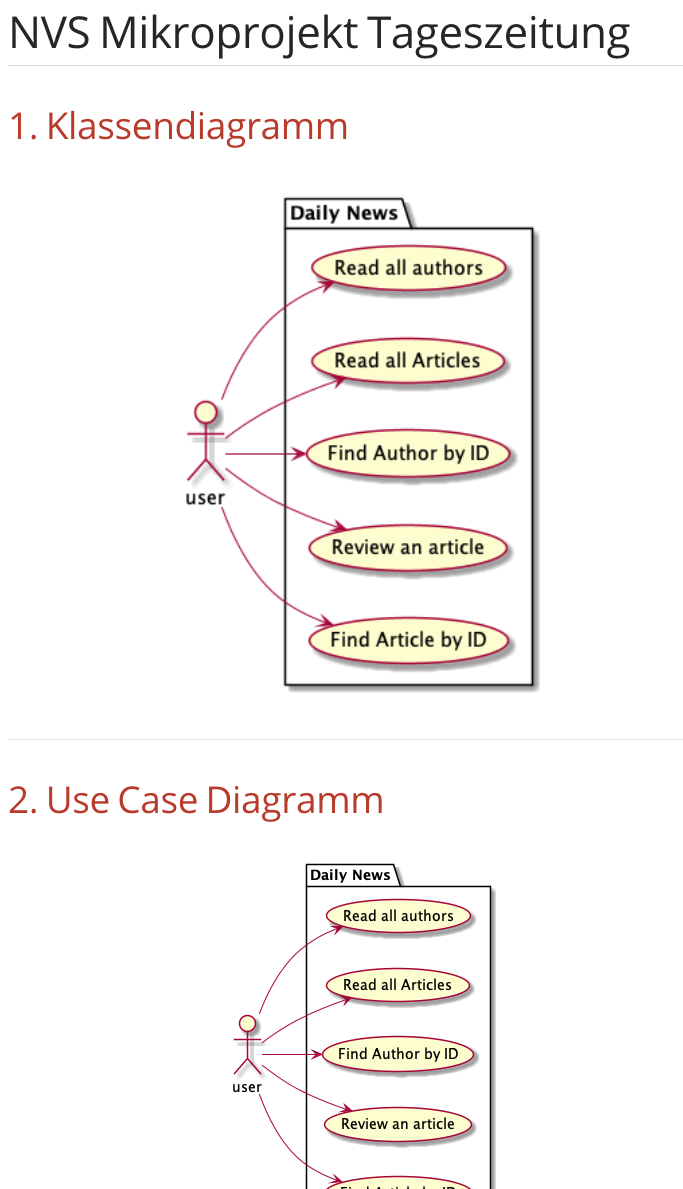 NVS Mikroprojekt Tageszeitung
1. Klassendiagramm
Daily News
Read all authors
Read all Articles
Find Author by ID
user
Review an article
Find Article by ID
2. Use Case Diagramm
Daily News
Read all authors
Read all Articles
Find Author by ID
user
Review an article